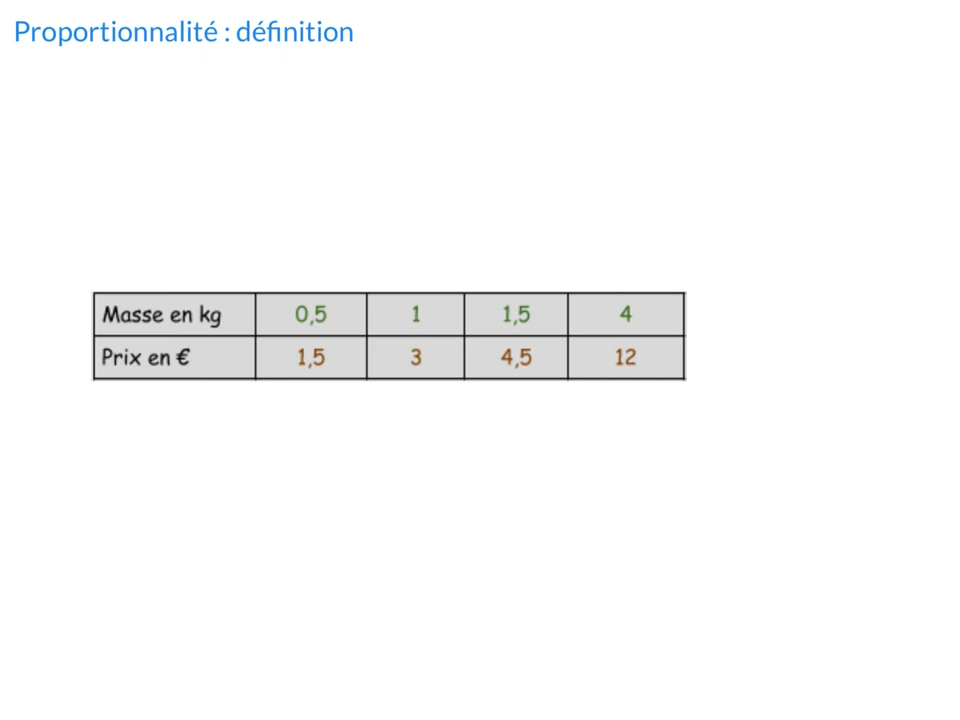 Proportionnalité : définition
Masse en kg 0,5 1 1,5 4
Prix en € 1,5 3 4,5 12